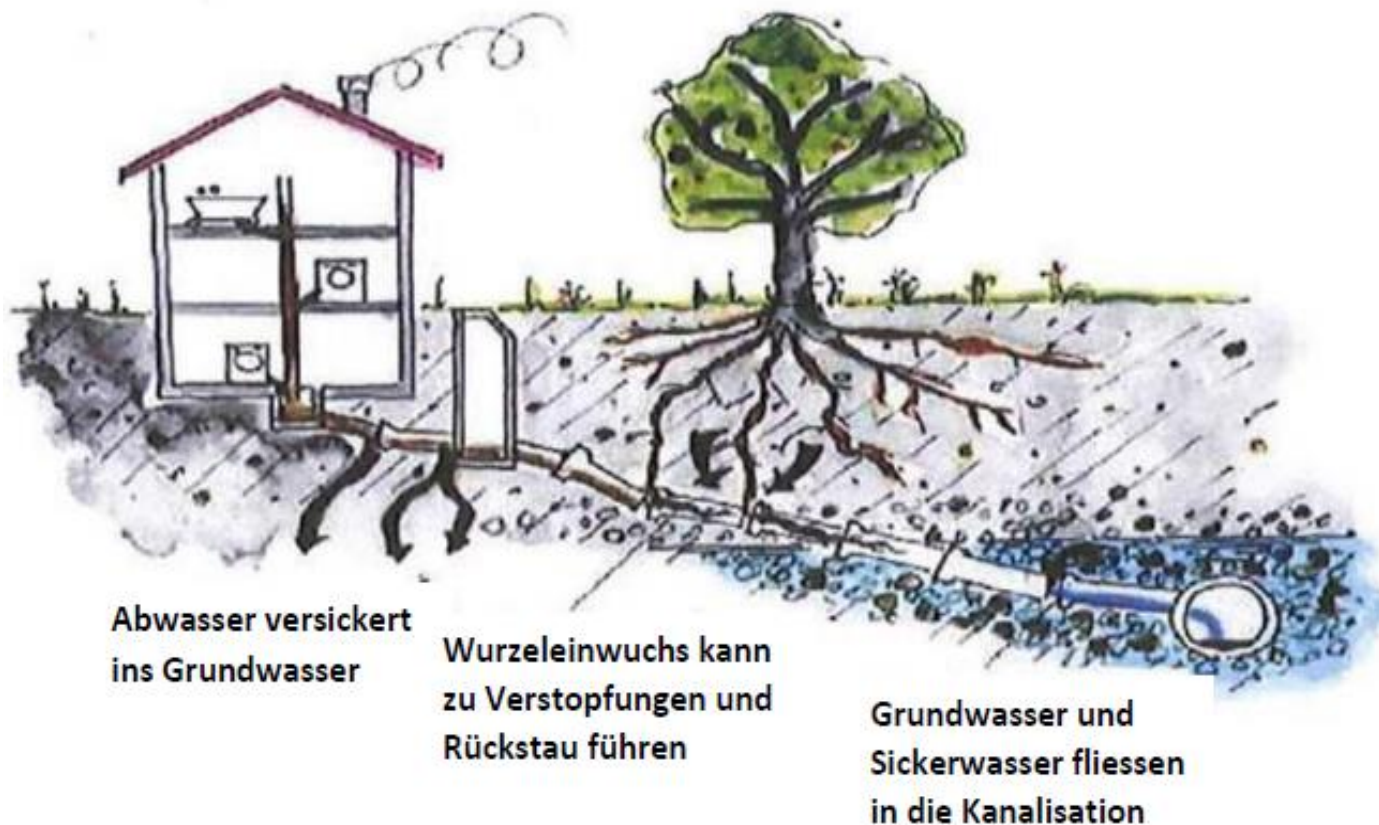 Abwasser versickert
ins Grundwasser
Wurzeleinwuchs kann
zu Verstopfungen und
Rückstau führen
Grundwasser und
Sickerwasser fliessen
in die Kanalisation